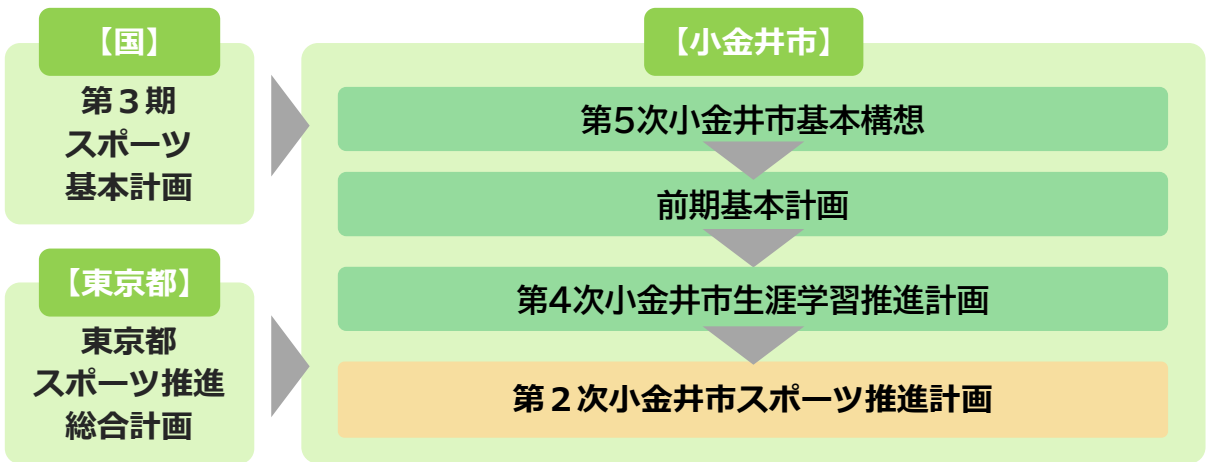 【国】
第３期
スポーツ
基本計画
【東京都】
東京都
スポーツ推進
総合計画
【小金井市】
第5次小金井市基本構想
前期基本計画
第4次小金井市生涯学習推進計画
第２次小金井市スポーツ推進計画